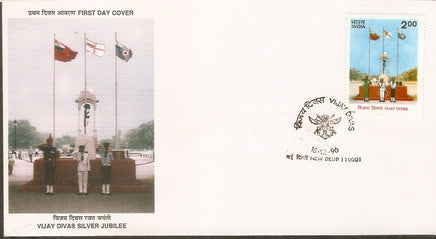 प्रथम दिवस आवरण FIRST DAY COVER
भारत 2.00
INDIA
विजय दिवस VIJAY DIVAS
विजय दिवस VIJAY DIVAS
नई दिल्ली NEW DELHI 110001
विजय दिवस रजत जयंती
VIJAY DIVAS SILVER JUBILEE